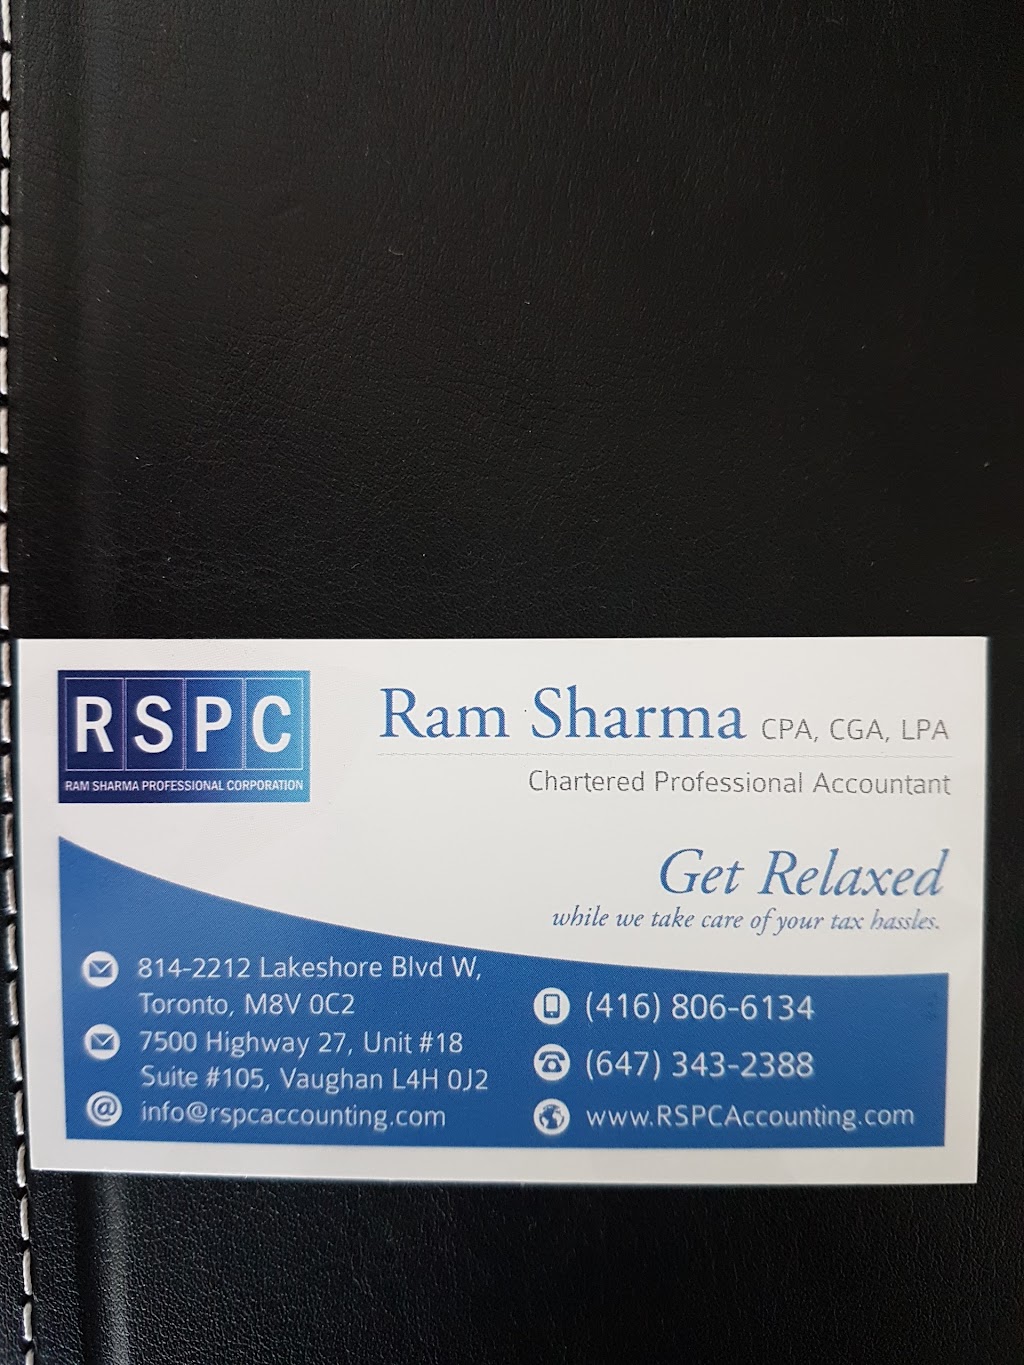 RSPC
RAM SHARMA PROFESSIONAL CORPORATION
Ram Sharma CPA, CGA, LPA
Chartered Professional Accountant
Get Relaxed
while we take care of your tax hassles.
814-2212 Lakeshore Blvd W,
Toronto, M8V 0C2
7500 Highway 27, Unit #18
Suite #105, Vaughan L4H 0J2
info@rspcaccounting.com
(416) 806-6134
(647) 343-2388
www.RSPCAccounting.com